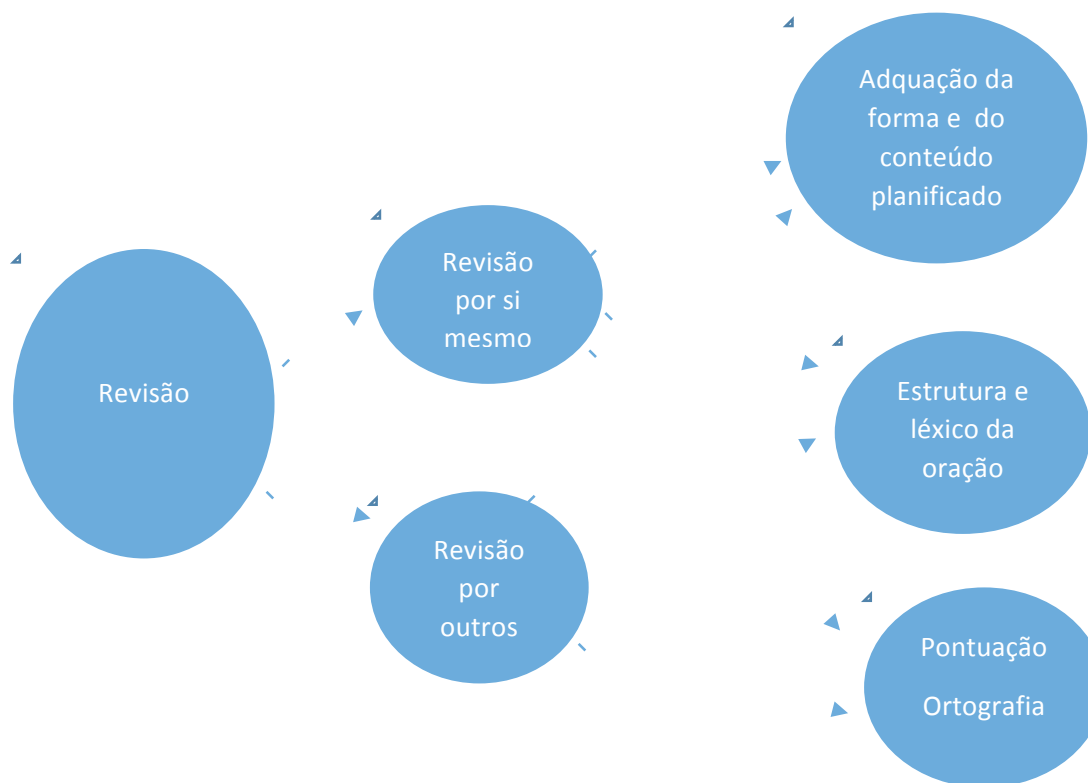 Revisão
Revisão
por si
mesmo
Revisão
por
outros
Adquação da
forma e do
conteúdo
planificado
Estrutura e
léxico da
oração
Pontuação
Ortografia